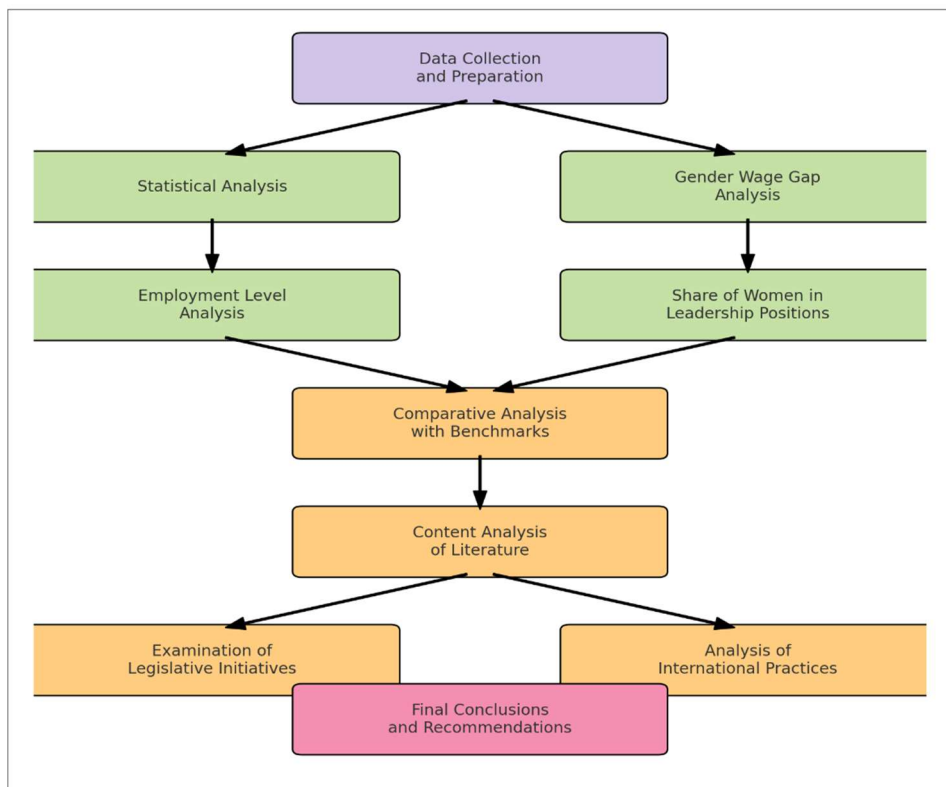 Data Collection
and Preparation
Statistical Analysis
Gender Wage Gap
Analysis
Employment Level
Analysis
Share of Women in
Leadership Positions
Comparative Analysis
with Benchmarks
Content Analysis
of Literature
Examination of
Legislative Initiatives
Analysis of
International Practices
Final Conclusions
and Recommendations